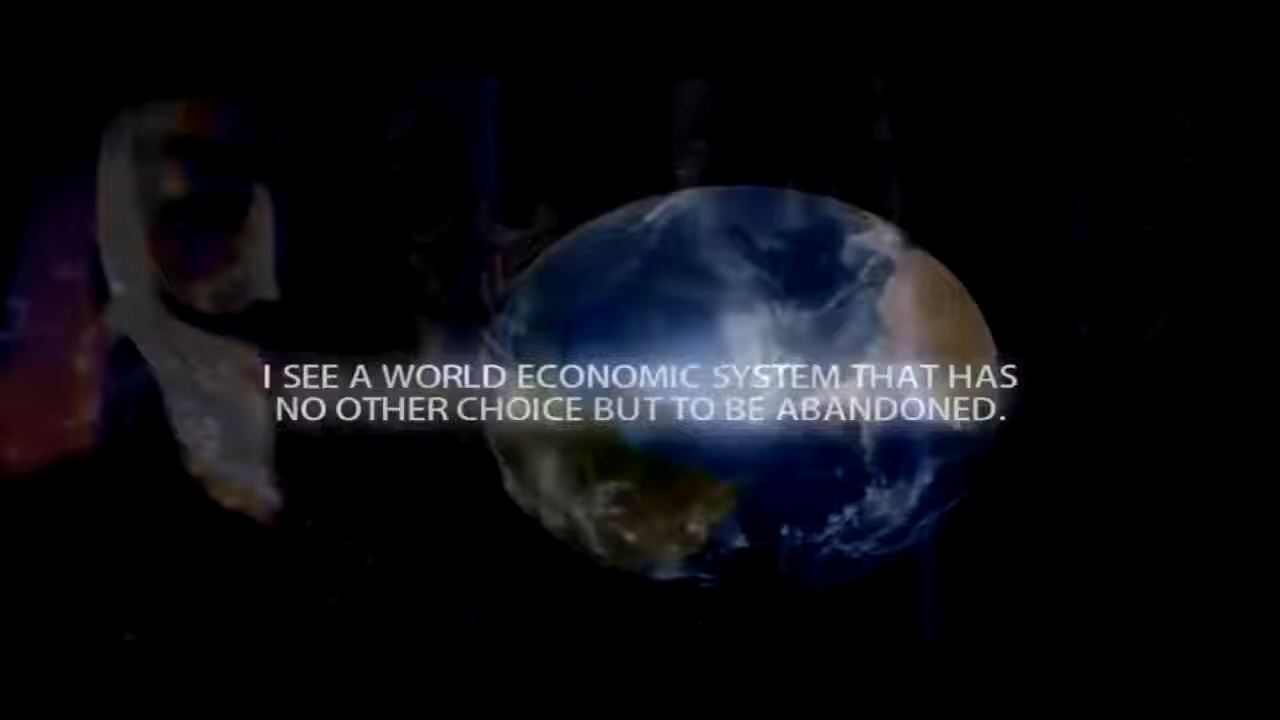 I SEE A WORLD ECONOMIC SYSTEM THAT HAS
NO OTHER CHOICE BUT TO BE ABANDONED.